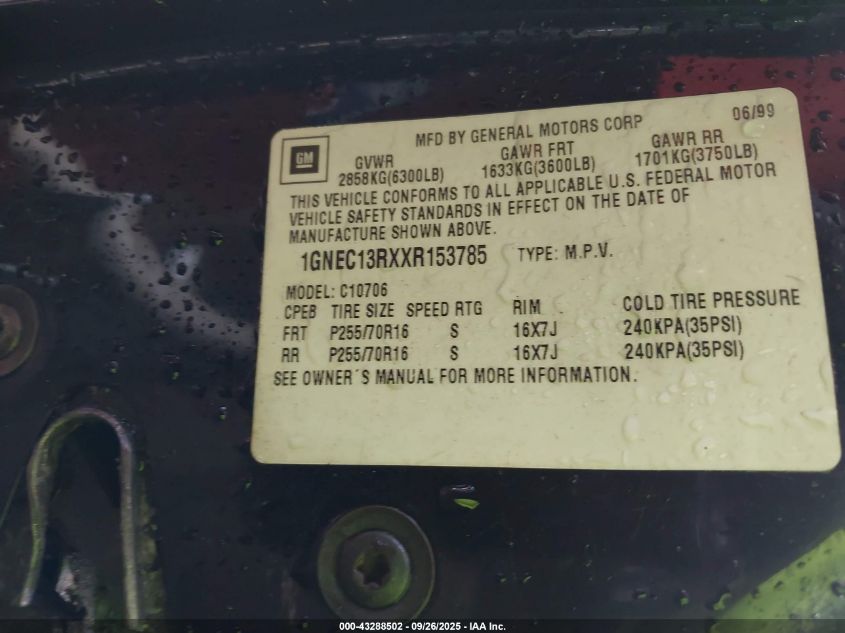 MFD BY GENERAL MOTORS CORP 06/99
GM
GVWR GAWR FRT GAWR RR
2858KG(6300LB) 1633KG(3600LB) 1701KG(3750LB)
THIS VEHICLE CONFORMS TO ALL APPLICABLE U.S. FEDERAL MOTOR
VEHICLE SAFETY STANDARDS IN EFFECT ON THE DATE OF
MANUFACTURE SHOWN ABOVE.
1GNEC13RXXR153785 TYPE: M.P.V.
MODEL: C10706
CPEB TIRE SIZE SPEED RTG RIM COLD TIRE PRESSURE
FRT P255/70R16 S 16X7J 240KPA(35PSI)
RR P255/70R16 S 16X7J 240KPA(35PSI)
SEE OWNER´S MANUAL FOR MORE INFORMATION.
000-43288502 - 09/26/2025 - IAA Inc.